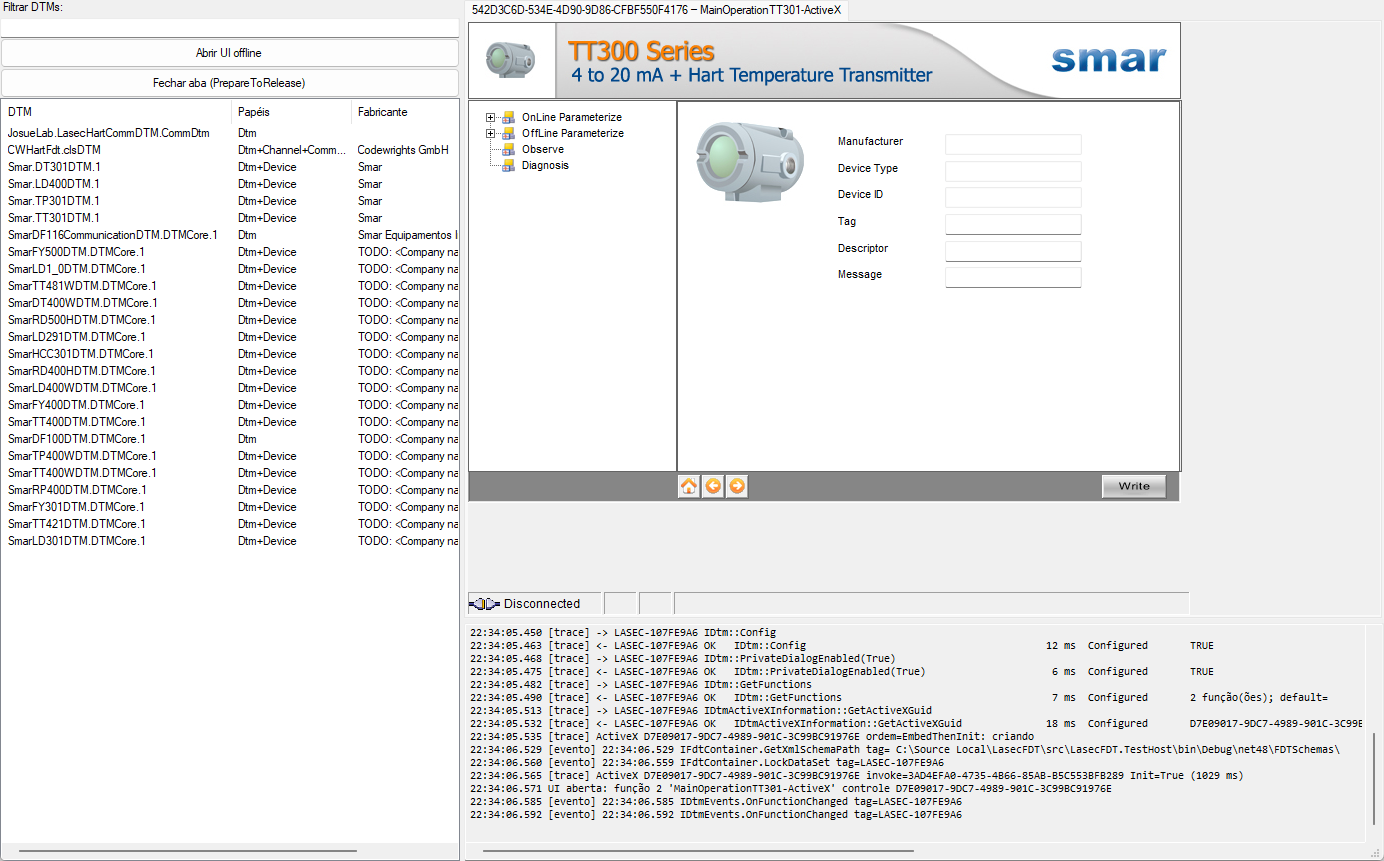 Filtrar DTMs:
Abrir UI offline
Fechar aba (PrepareToRelease)
DTM Papéis Fabricante
JosueLab.LasecHartCommDTM.CommDtm Dtm
CWHartFdt.clsDTM Dtm+Channel+Comm... Codewrights GmbH
Smar.DT301DTM.1 Dtm+Device Smar
Smar.LD400DTM.1 Dtm+Device Smar
Smar.TP301DTM.1 Dtm+Device Smar
Smar.TT301DTM.1 Dtm+Device Smar
SmarDF116CommunicationDTM.DTMCore.1 Dtm Smar Equipamentos I
SmarFY500DTM.DTMCore.1 Dtm+Device TODO: <Company na
SmarLD1_0DTM.DTMCore.1 Dtm+Device TODO: <Company na
SmarTT481WDTM.DTMCore.1 Dtm+Device TODO: <Company na
SmarDT400WDTM.DTMCore.1 Dtm+Device TODO: <Company na
SmarRD500HDTM.DTMCore.1 Dtm+Device TODO: <Company na
SmarLD291DTM.DTMCore.1 Dtm+Device TODO: <Company na
SmarHCC301DTM.DTMCore.1 Dtm+Device TODO: <Company na
SmarRD400HDTM.DTMCore.1 Dtm+Device TODO: <Company na
SmarLD400WDTM.DTMCore.1 Dtm+Device TODO: <Company na
SmarFY400DTM.DTMCore.1 Dtm+Device TODO: <Company na
SmarTT400DTM.DTMCore.1 Dtm+Device TODO: <Company na
SmarDF100DTM.DTMCore.1 Dtm TODO: <Company na
SmarTP400WDTM.DTMCore.1 Dtm+Device TODO: <Company na
SmarTT400WDTM.DTMCore.1 Dtm+Device TODO: <Company na
SmarRP400DTM.DTMCore.1 Dtm+Device TODO: <Company na
SmarFY301DTM.DTMCore.1 Dtm+Device TODO: <Company na
SmarTT421DTM.DTMCore.1 Dtm+Device TODO: <Company na
SmarLD301DTM.DTMCore.1 Dtm+Device TODO: <Company na
542D3C6D-534E-4D90-9D86-CFBF550F4176 – MainOperationTT301-ActiveX
TT300 Series
4 to 20 mA + Hart Temperature Transmitter
smar
OnLine Parameterize
OffLine Parameterize
Observe
Diagnosis
Manufacturer
Device Type
Device ID
Tag
Descriptor
Message
Write
Disconnected
22:34:05.450 [trace] -> LASEC-107FE9A6 IDtm::Config
22:34:05.463 [trace] <- LASEC-107FE9A6 OK IDtm::Config 12 ms Configured TRUE
22:34:05.468 [trace] -> LASEC-107FE9A6 IDtm::PrivateDialogEnabled(True)
22:34:05.475 [trace] <- LASEC-107FE9A6 OK IDtm::PrivateDialogEnabled(True) 6 ms Configured TRUE
22:34:05.482 [trace] -> LASEC-107FE9A6 IDtm::GetFunctions
22:34:05.490 [trace] <- LASEC-107FE9A6 OK IDtm::GetFunctions 7 ms Configured 2 função(ões); default=
22:34:05.513 [trace] -> LASEC-107FE9A6 IDtmActiveXInformation::GetActiveXGuid
22:34:05.532 [trace] <- LASEC-107FE9A6 OK IDtmActiveXInformation::GetActiveXGuid 18 ms Configured D7E09017-9DC7-4989-901C-3C99E
22:34:05.535 [trace] ActiveX D7E09017-9DC7-4989-901C-3C99BC91976E ordem=EmbedThenInit: criando
22:34:06.529 [evento] 22:34:06.529 IFdtContainer.GetXmlSchemaPath tag= C:\Source Local\LasecFDT\src\LasecFDT.TestHost\bin\Debug\net48\FDTSchemas\
22:34:06.560 [evento] 22:34:06.559 IFdtContainer.LockDataSet tag=LASEC-107FE9A6
22:34:06.565 [trace] ActiveX D7E09017-9DC7-4989-901C-3C99BC91976E invoke=3AD4EFA0-4735-4B66-85AB-B5C553BFB289 Init=True (1029 ms)
22:34:06.571 UI aberta: função 2 'MainOperationTT301-ActiveX' controle D7E09017-9DC7-4989-901C-3C99BC91976E
22:34:06.585 [evento] 22:34:06.585 IDtmEvents.OnFunctionChanged tag=LASEC-107FE9A6
22:34:06.592 [evento] 22:34:06.592 IDtmEvents.OnFunctionChanged tag=LASEC-107FE9A6